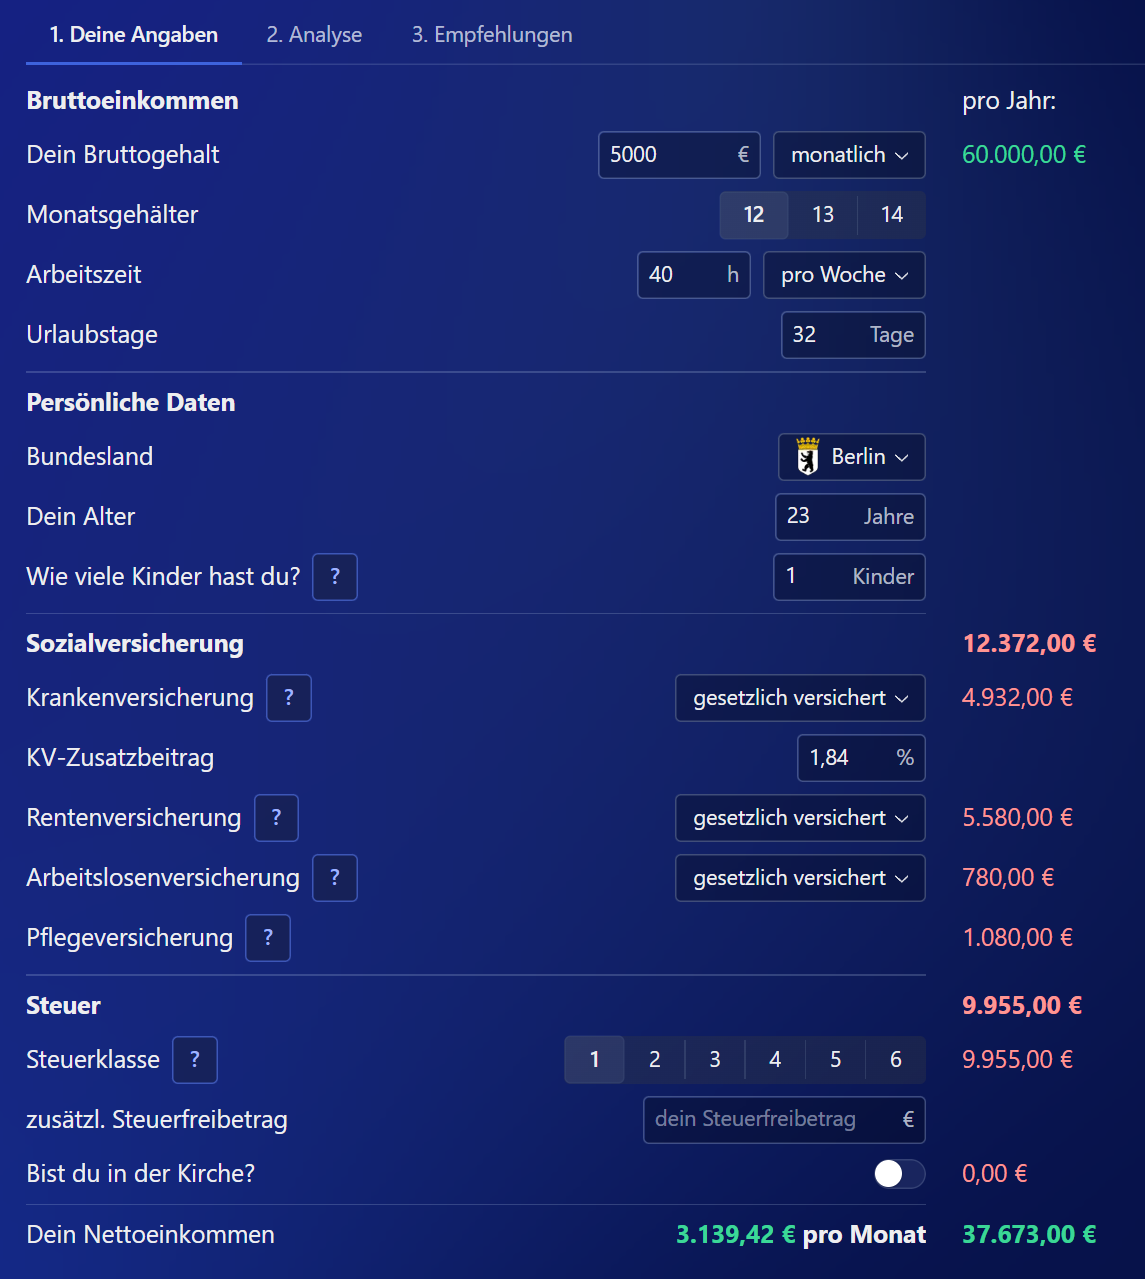 1. Deine Angaben 2. Analyse 3. Empfehlungen
Bruttoeinkommen pro Jahr:
Dein Bruttogehalt 5000 € monatlich 60.000,00 €
Monatsgehälter 12 13 14
Arbeitszeit 40 h pro Woche
Urlaubstage 32 Tage
Persönliche Daten
Bundesland Berlin
Dein Alter 23 Jahre
Wie viele Kinder hast du? ? 1 Kinder
Sozialversicherung 12.372,00 €
Krankenversicherung ? gesetzlich versichert 4.932,00 €
KV-Zusatzbeitrag 1,84 %
Rentenversicherung ? gesetzlich versichert 5.580,00 €
Arbeitslosenversicherung ? gesetzlich versichert 780,00 €
Pflegeversicherung ? 1.080,00 €
Steuer 9.955,00 €
Steuerklasse ? 1 2 3 4 5 6 9.955,00 €
zusätzl. Steuerfreibetrag dein Steuerfreibetrag €
Bist du in der Kirche? 0,00 €
Dein Nettoeinkommen 3.139,42 € pro Monat 37.673,00 €